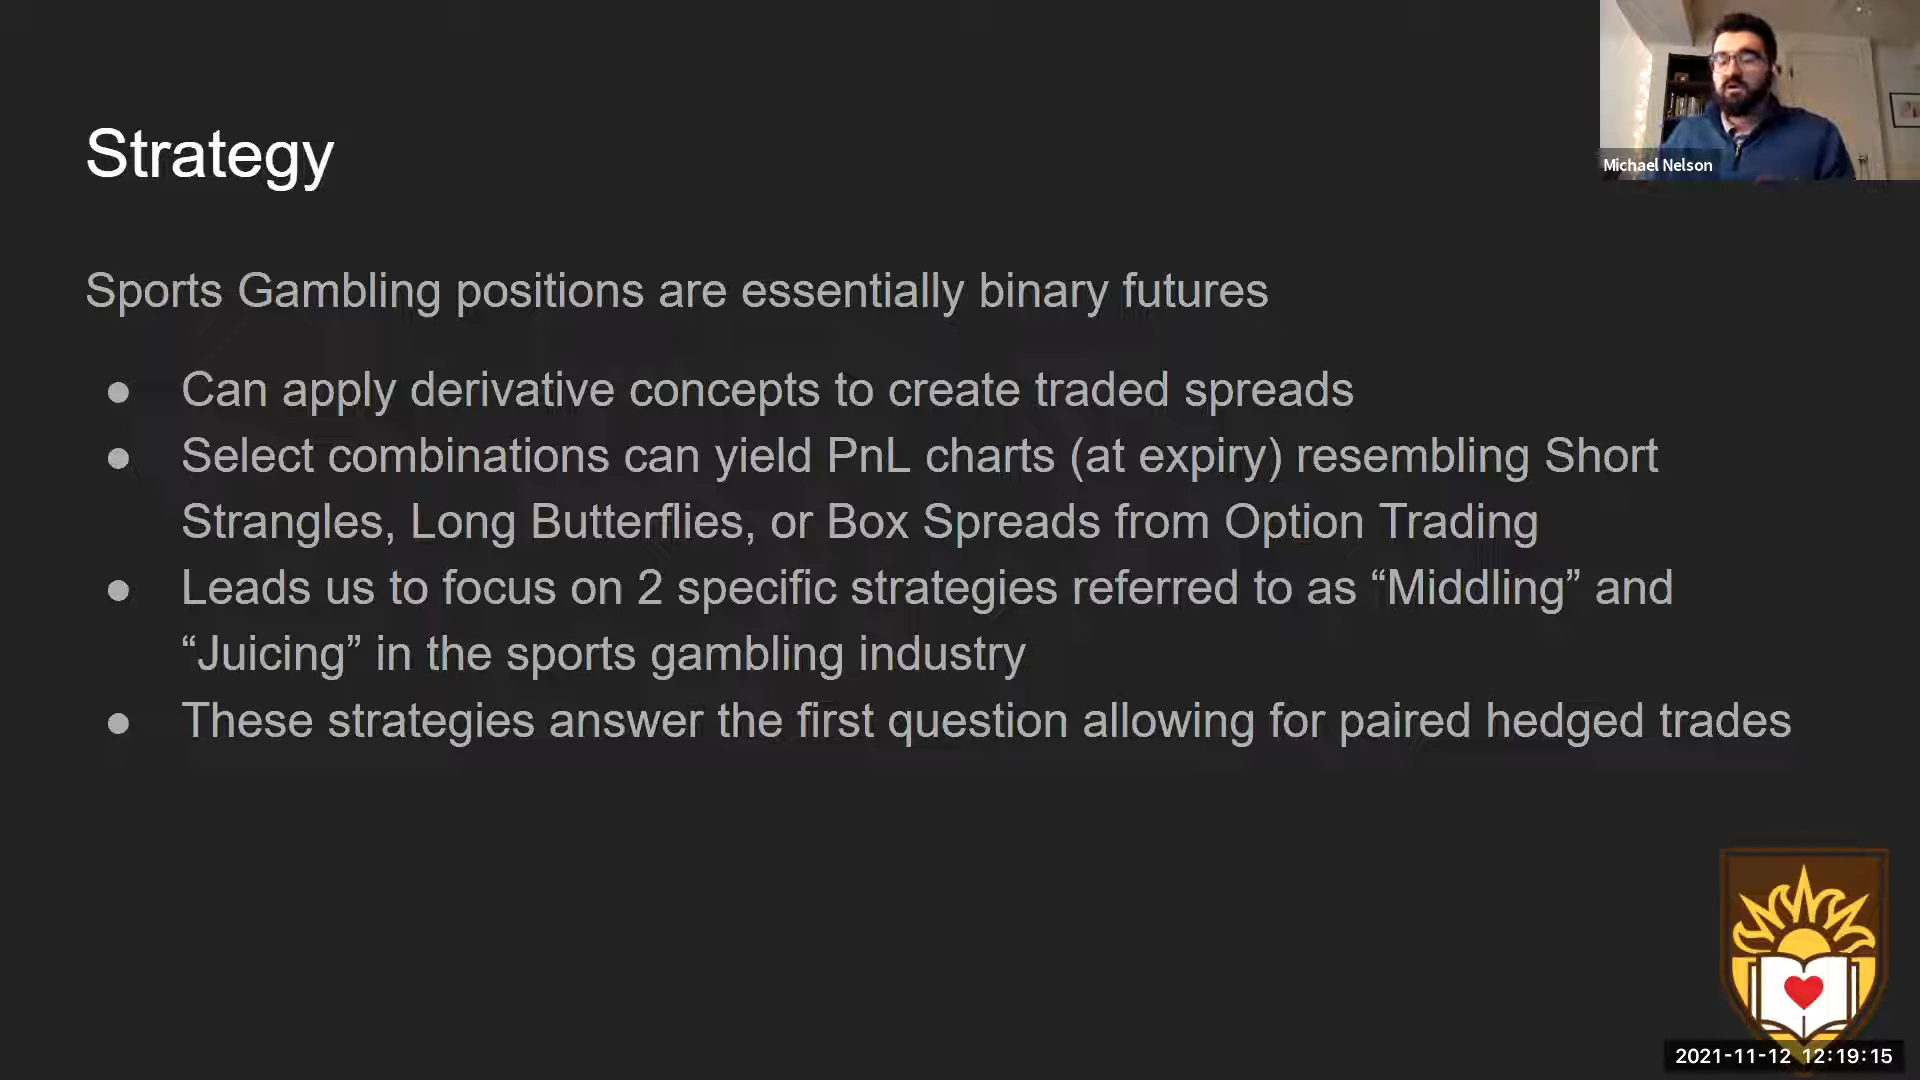 Michael Nelson
Strategy
Sports Gambling positions are essentially binary futures
● Can apply derivative concepts to create traded spreads
● Select combinations can yield PnL charts (at expiry) resembling Short
Strangles, Long Butterflies, or Box Spreads from Option Trading
● Leads us to focus on 2 specific strategies referred to as “Middling” and
“Juicing” in the sports gambling industry
● These strategies answer the first question allowing for paired hedged trades
2021-11-12 12:19:15